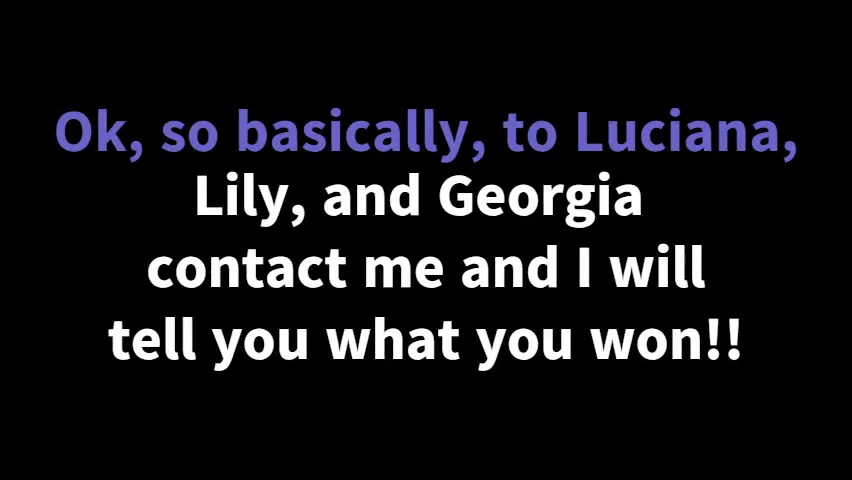 Ok, so basically, to Luciana,
Lily, and Georgia
contact me and I will
tell you what you won!!